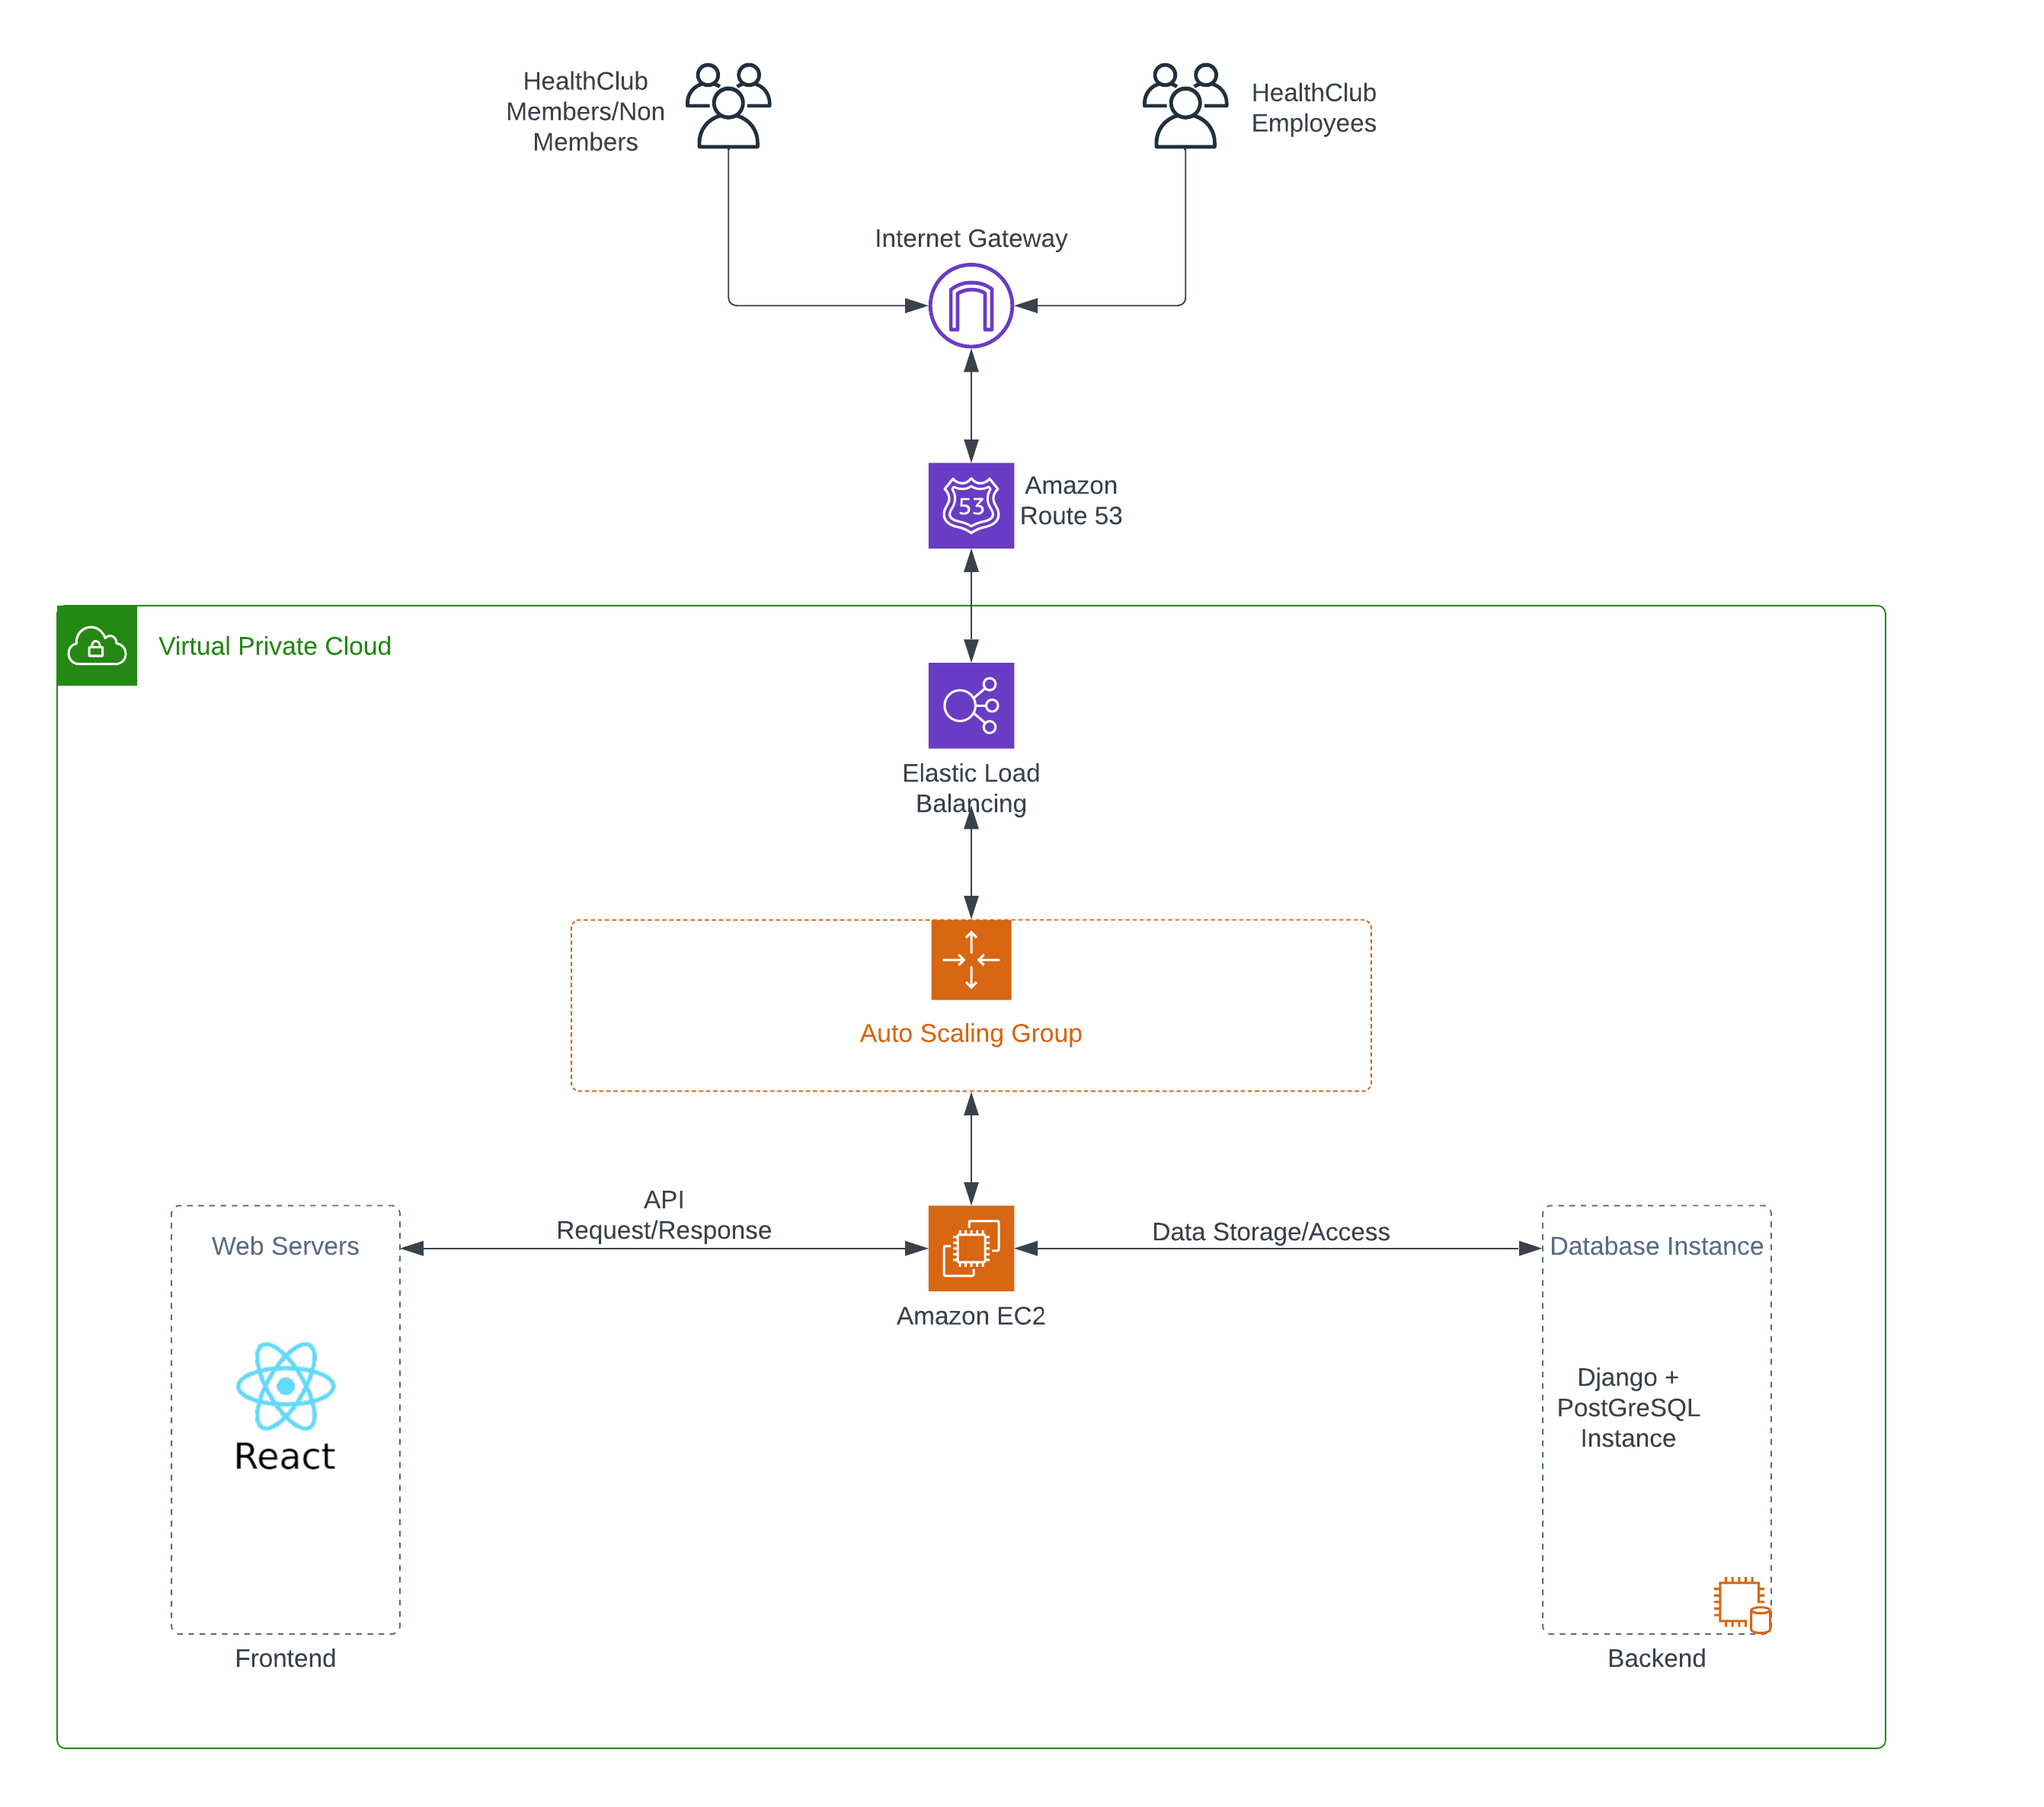 HealthClub
Members/Non
Members
HealthClub
Employees
Internet Gateway
53
Amazon
Route 53
Virtual Private Cloud
Elastic Load
Balancing
Auto Scaling Group
API
Request/Response
Data Storage/Access
Web Servers
Database Instance
Amazon EC2
React
Django +
PostGreSQL
Instance
Frontend
Backend